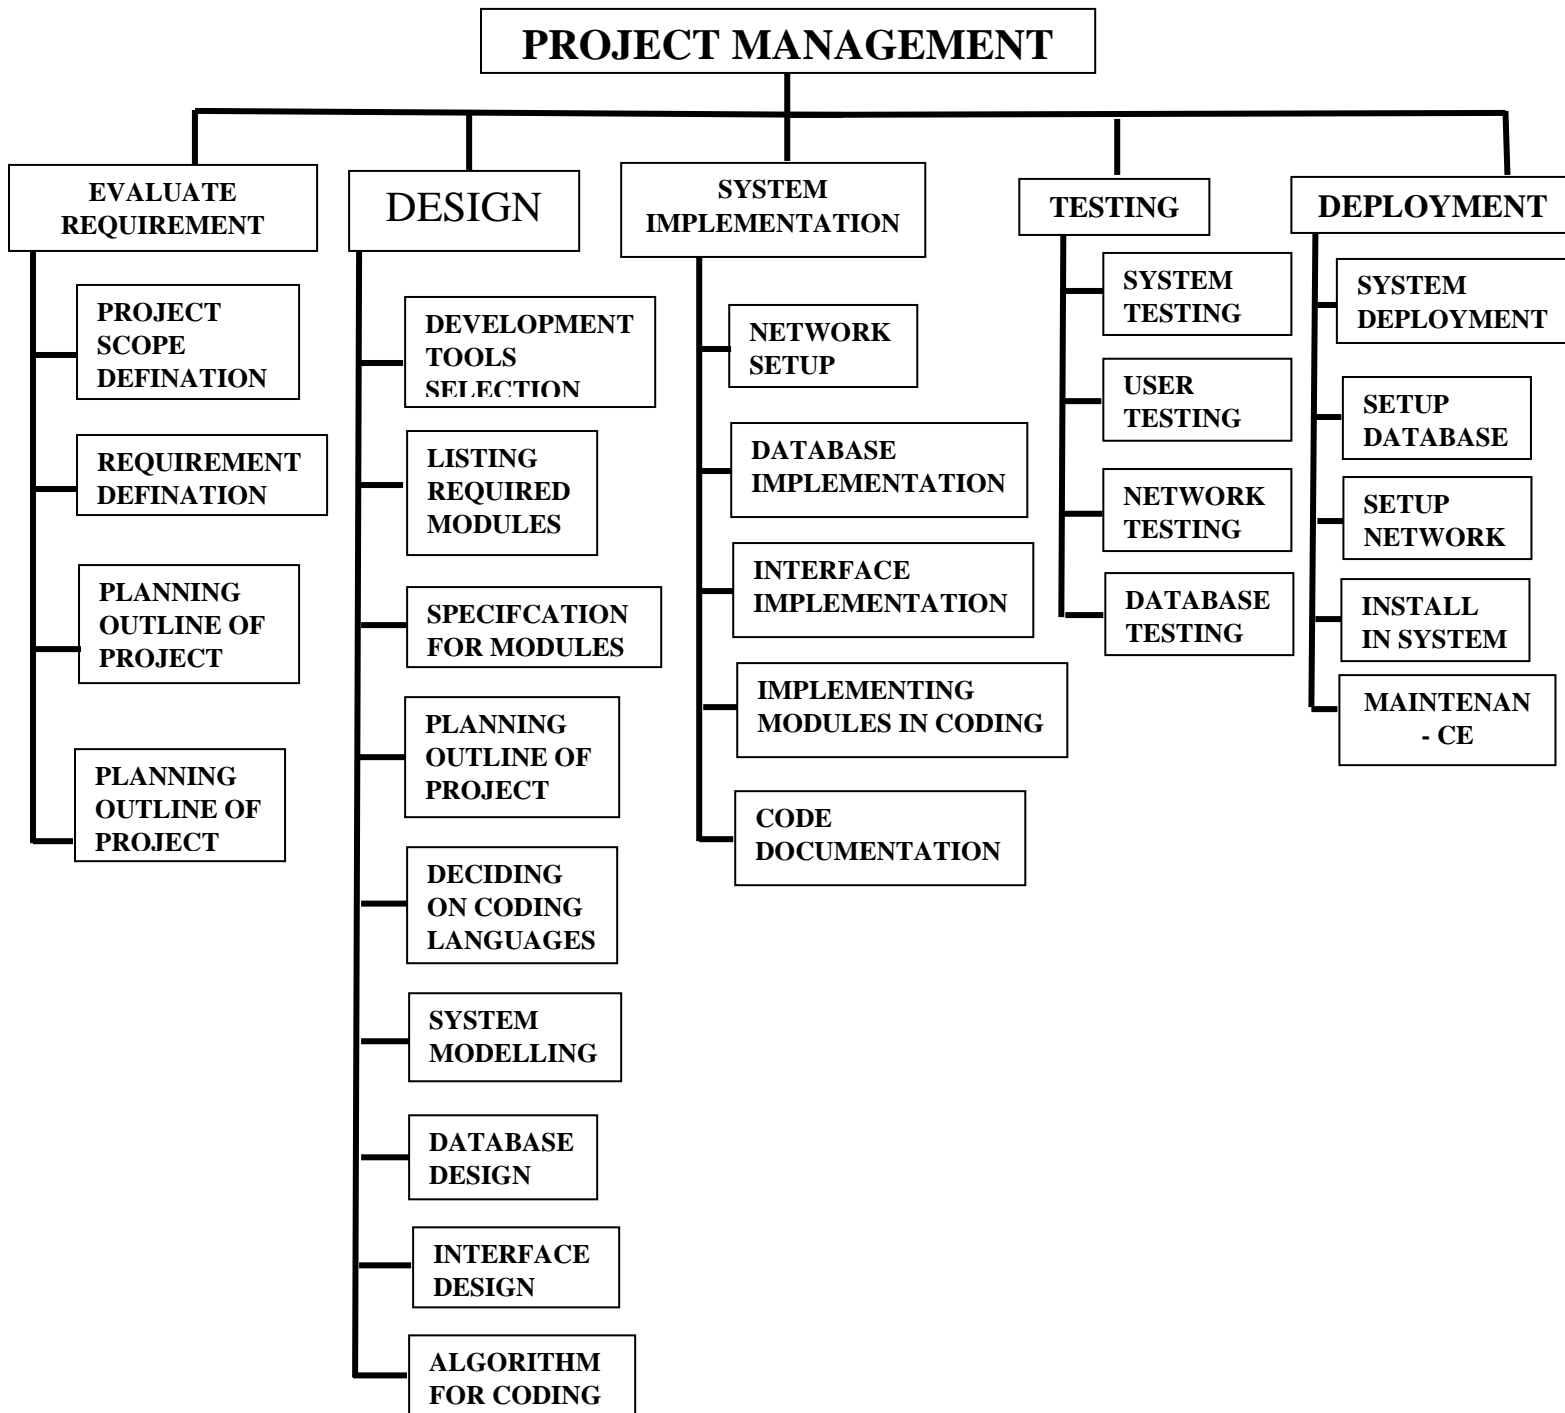 PROJECT MANAGEMENT
EVALUATE
REQUIREMENT
PROJECT
SCOPE
DEFINATION
REQUIREMENT
DEFINATION
PLANNING
OUTLINE OF
PROJECT
PLANNING
OUTLINE OF
PROJECT
DESIGN
DEVELOPMENT
TOOLS
SELECTION
LISTING
REQUIRED
MODULES
SPECIFCATION
FOR MODULES
PLANNING
OUTLINE OF
PROJECT
DECIDING
ON CODING
LANGUAGES
SYSTEM
MODELLING
DATABASE
DESIGN
INTERFACE
DESIGN
ALGORITHM
FOR CODING
SYSTEM
IMPLEMENTATION
NETWORK
SETUP
DATABASE
IMPLEMENTATION
INTERFACE
IMPLEMENTATION
IMPLEMENTING
MODULES IN CODING
CODE
DOCUMENTATION
TESTING
SYSTEM
TESTING
USER
TESTING
NETWORK
TESTING
DATABASE
TESTING
DEPLOYMENT
SYSTEM
DEPLOYMENT
SETUP
DATABASE
SETUP
NETWORK
INSTALL
IN SYSTEM
MAINTENAN
- CE